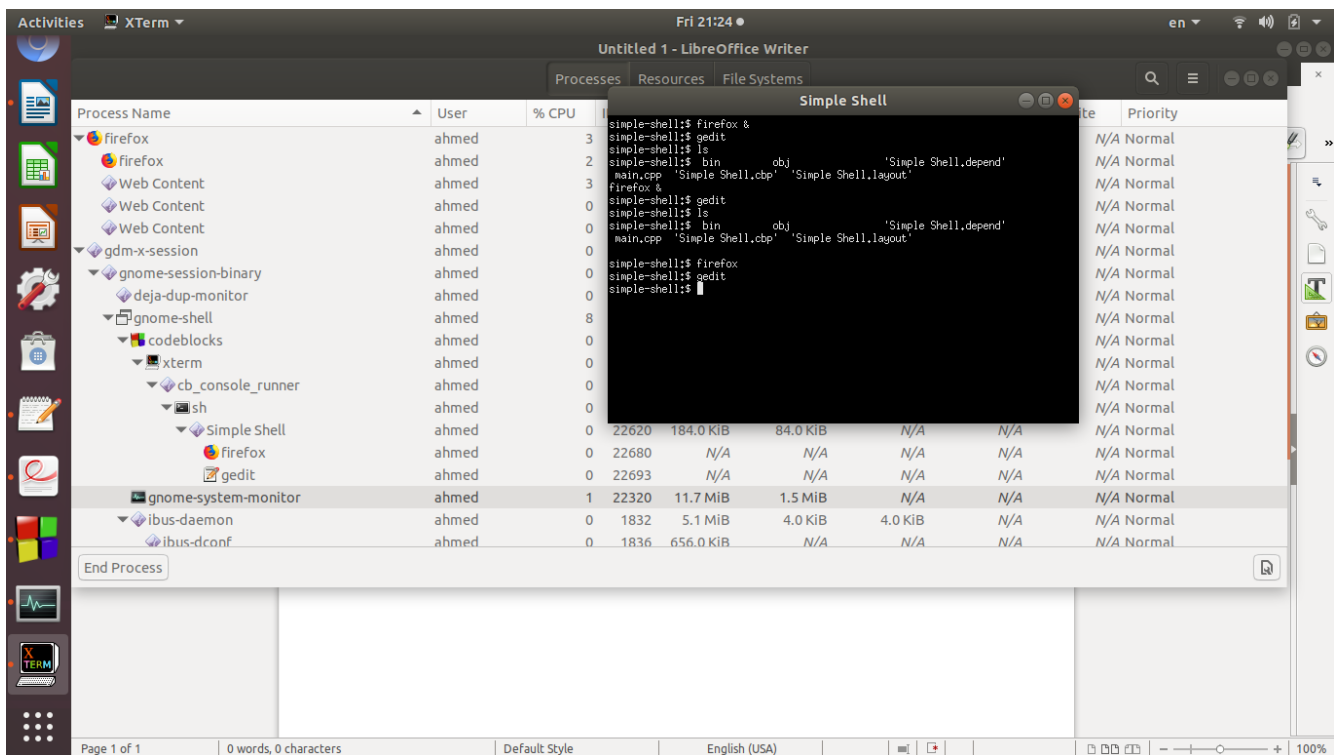 Activities XTerm Fri 21:24 en
Untitled 1 - LibreOffice Writer
Processes Resources File Systems
Process Name User % CPU Priority
firefox ahmed 3 N/A Normal
firefox ahmed 2 N/A Normal
Web Content ahmed 3 N/A Normal
Web Content ahmed 0 N/A Normal
Web Content ahmed 0 N/A Normal
gdm-x-session ahmed 0 N/A Normal
gnome-session-binary ahmed 0 N/A Normal
deja-dup-monitor ahmed 0 N/A Normal
gnome-shell ahmed 8 N/A Normal
codeblocks ahmed 0 N/A Normal
xterm ahmed 0 N/A Normal
cb_console_runner ahmed 0 N/A Normal
sh ahmed 0 N/A Normal
Simple Shell ahmed 0 22620 184.0 KiB 84.0 KiB N/A N/A N/A Normal
firefox ahmed 0 22680 N/A N/A N/A N/A N/A Normal
gedit ahmed 0 22693 N/A N/A N/A N/A N/A Normal
gnome-system-monitor ahmed 1 22320 11.7 MiB 1.5 MiB N/A N/A N/A Normal
ibus-daemon ahmed 0 1832 5.1 MiB 4.0 KiB 4.0 KiB N/A N/A Normal
ibus-dconf ahmed 0 1836 656.0 KiB N/A N/A N/A N/A Normal
End Process
Simple Shell
simple-shell:$ firefox &
simple-shell:$ gedit
simple-shell:$ ls
simple-shell:$ bin obj 'Simple Shell.depend'
main.cpp 'Simple Shell.cbp' 'Simple Shell.layout'
firefox &
simple-shell:$ gedit
simple-shell:$ ls
simple-shell:$ bin obj 'Simple Shell.depend'
main.cpp 'Simple Shell.cbp' 'Simple Shell.layout'
simple-shell:$ firefox
simple-shell:$ gedit
simple-shell:$
X
TERM
Page 1 of 1 0 words, 0 characters Default Style English (USA) 100%